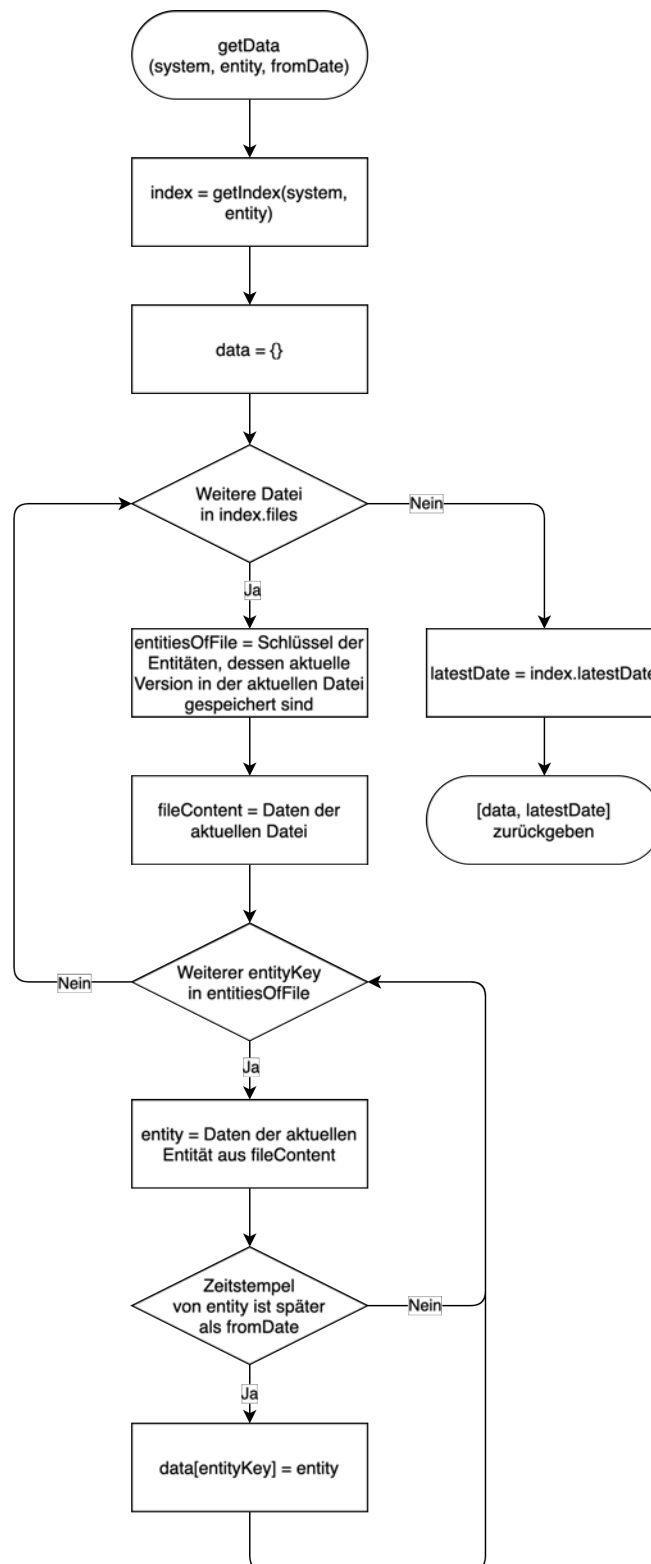 getData
(system, entity, fromDate)
index = getIndex(system,
entity)
data = {}
Weitere Datei
in index.files
Nein
Ja
entitiesOfFile = Schlüssel der
Entitäten, dessen aktuelle
Version in der aktuellen Datei
gespeichert sind
latestDate = index.latestDate
fileContent = Daten der
aktuellen Datei
[data, latestDate]
zurückgeben
Weiterer entityKey
in entitiesOfFile
Nein
Ja
entity = Daten der aktuellen
Entität aus fileContent
Zeitstempel
von entity ist später
als fromDate
Nein
Ja
data[entityKey] = entity